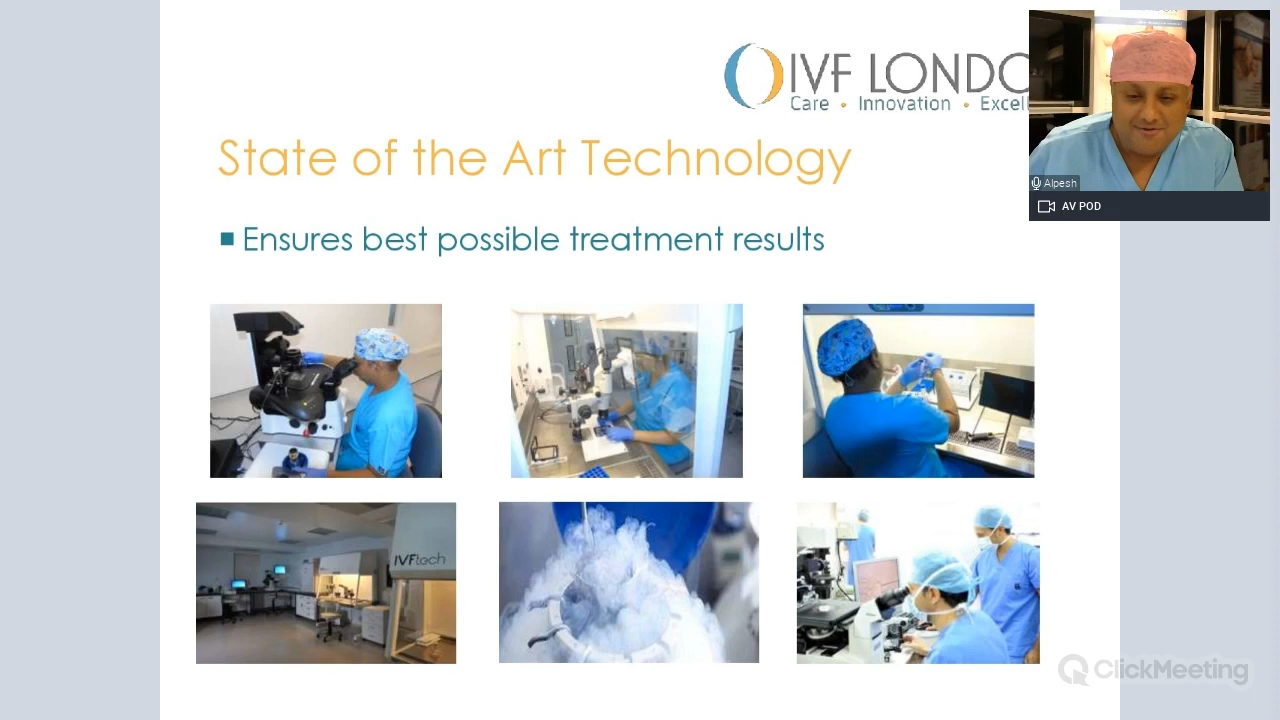 IVF LONDO
Care • Innovation • Excell
State of the Art Technology
Ensures best possible treatment results
Alpesh
AV POD
IVFtech
ClickMeeting